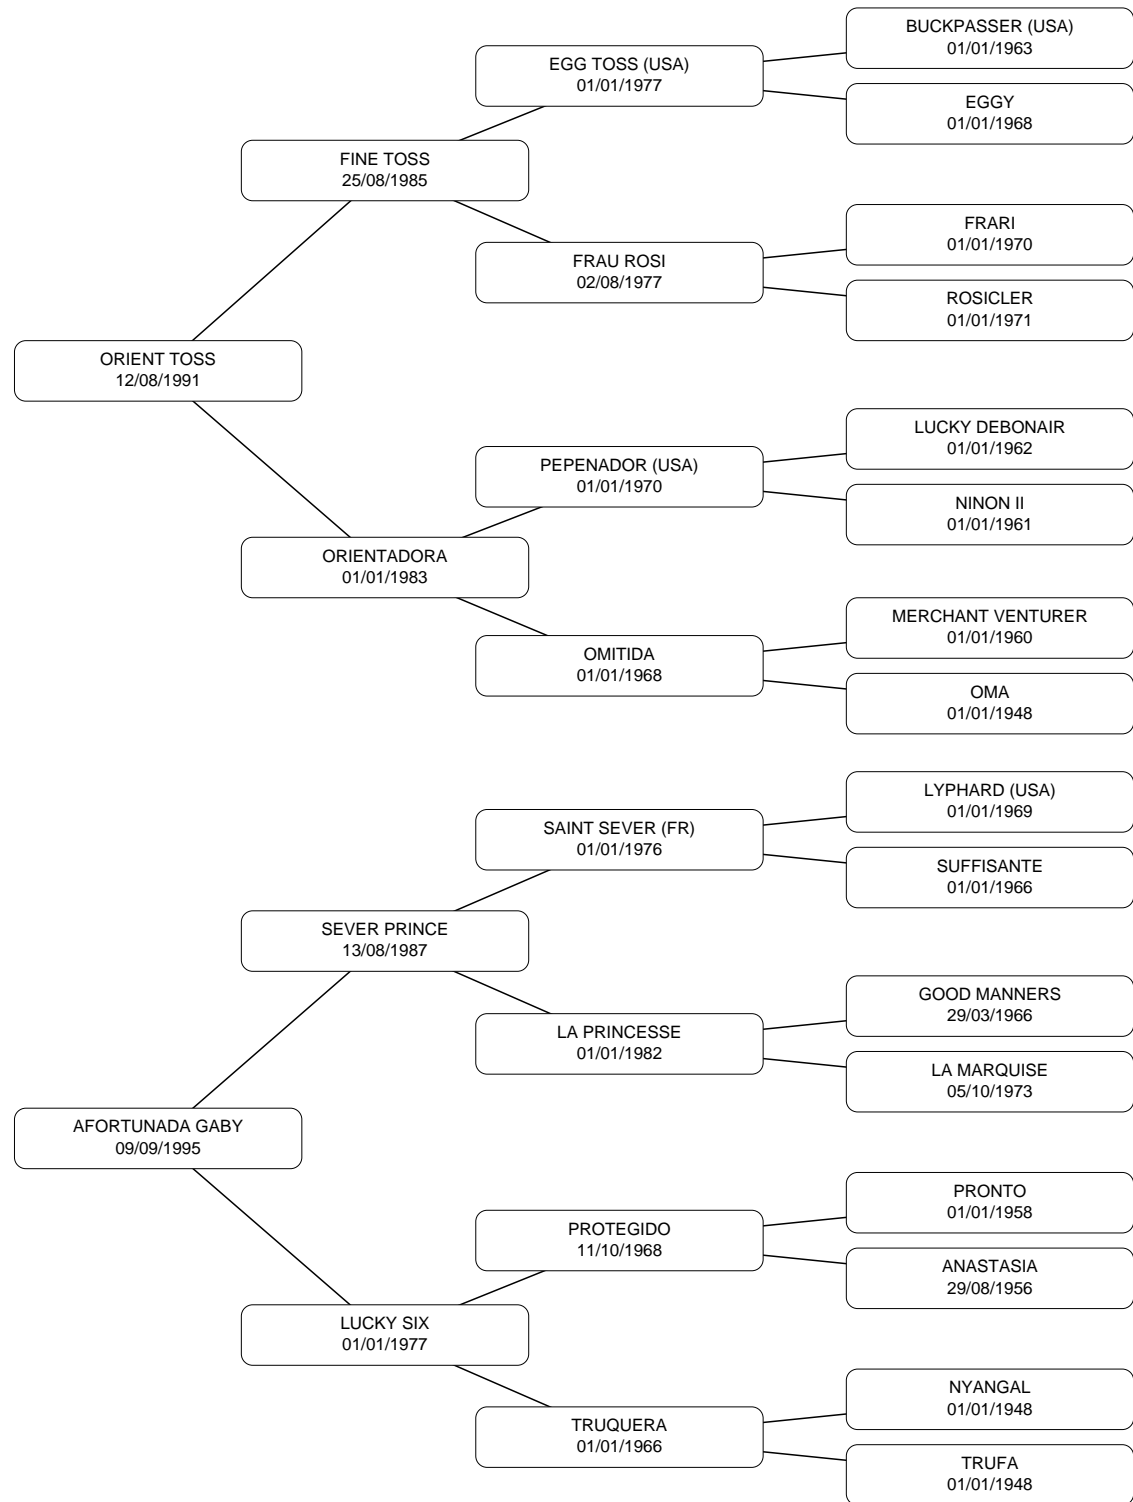 BUCKPASSER (USA)
01/01/1963
EGG TOSS (USA)
01/01/1977
EGGY
01/01/1968
FINE TOSS
25/08/1985
FRARI
01/01/1970
FRAU ROSI
02/08/1977
ROSICLER
01/01/1971
ORIENT TOSS
12/08/1991
LUCKY DEBONAIR
01/01/1962
PEPENADOR (USA)
01/01/1970
NINON II
01/01/1961
ORIENTADORA
01/01/1983
MERCHANT VENTURER
01/01/1960
OMITIDA
01/01/1968
OMA
01/01/1948
LYPHARD (USA)
01/01/1969
SAINT SEVER (FR)
01/01/1976
SUFFISANTE
01/01/1966
SEVER PRINCE
13/08/1987
GOOD MANNERS
29/03/1966
LA PRINCESSE
01/01/1982
LA MARQUISE
05/10/1973
AFORTUNADA GABY
09/09/1995
PRONTO
01/01/1958
PROTEGIDO
11/10/1968
ANASTASIA
29/08/1956
LUCKY SIX
01/01/1977
NYANGAL
01/01/1948
TRUQUERA
01/01/1966
TRUFA
01/01/1948